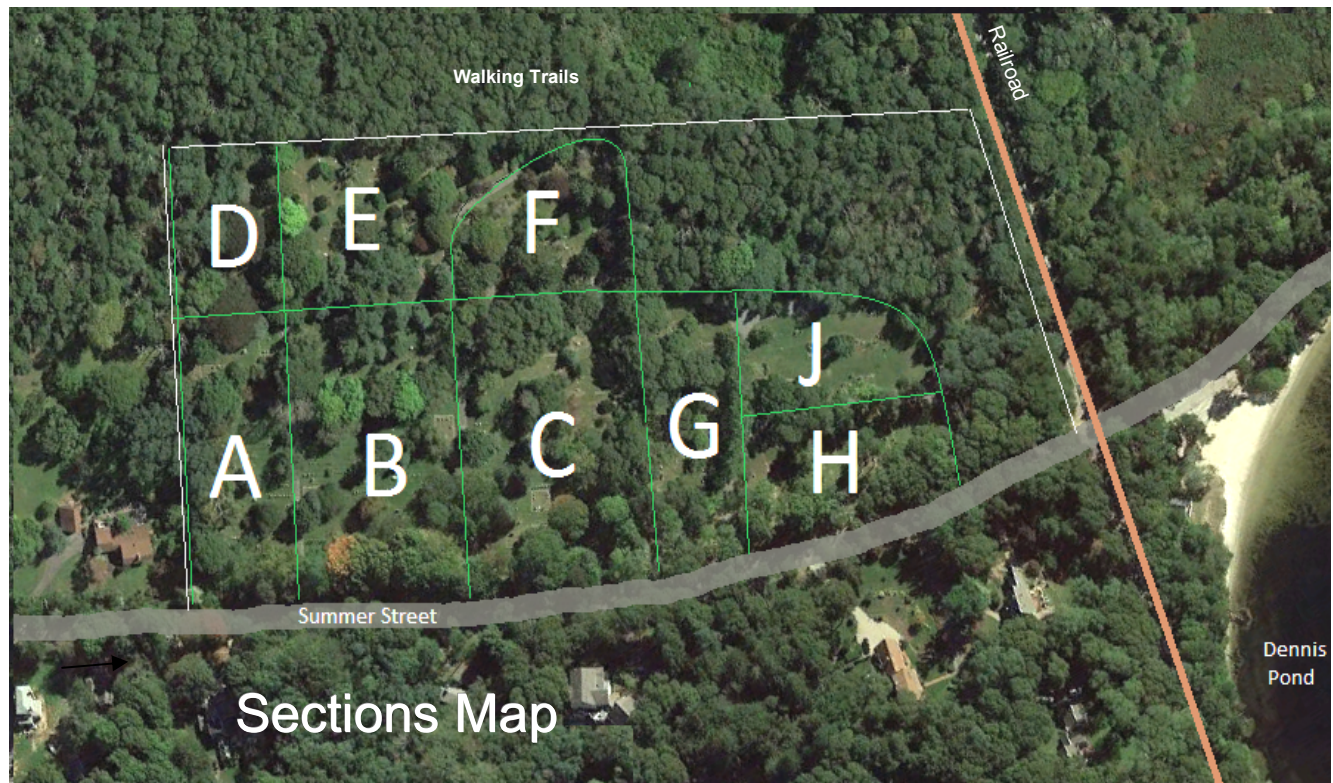 Walking Trails
Railroad
D
E
F
J
A
B
C
G
H
Summer Street
Dennis
Pond
Sections Map